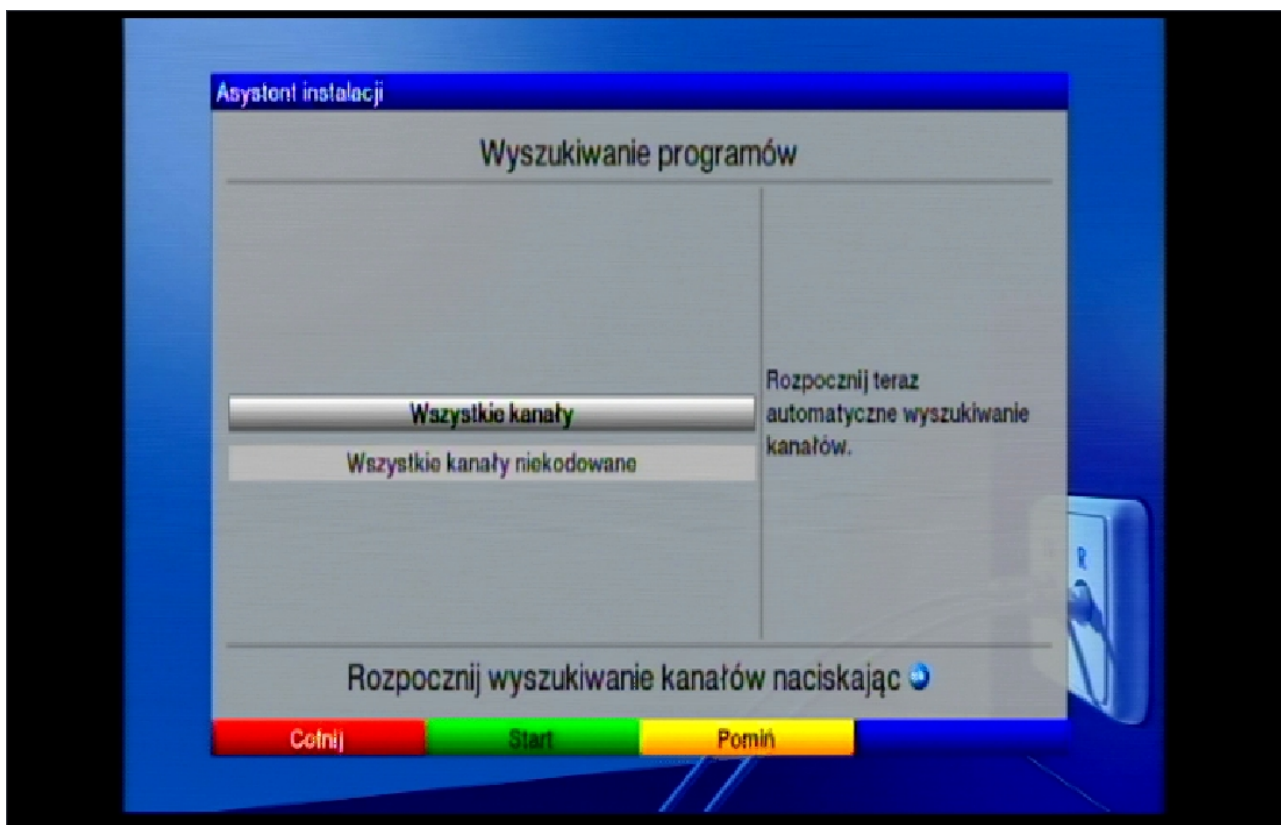 Asystent instalacji
Wyszukiwanie programów
Wszystkie kanały
Wszystkie kanały niekodowane
Rozpocznij teraz
automatyczne wyszukiwanie
kanałów.
R
Rozpocznij wyszukiwanie kanałów naciskając ok
Cofnij Start Pomiń